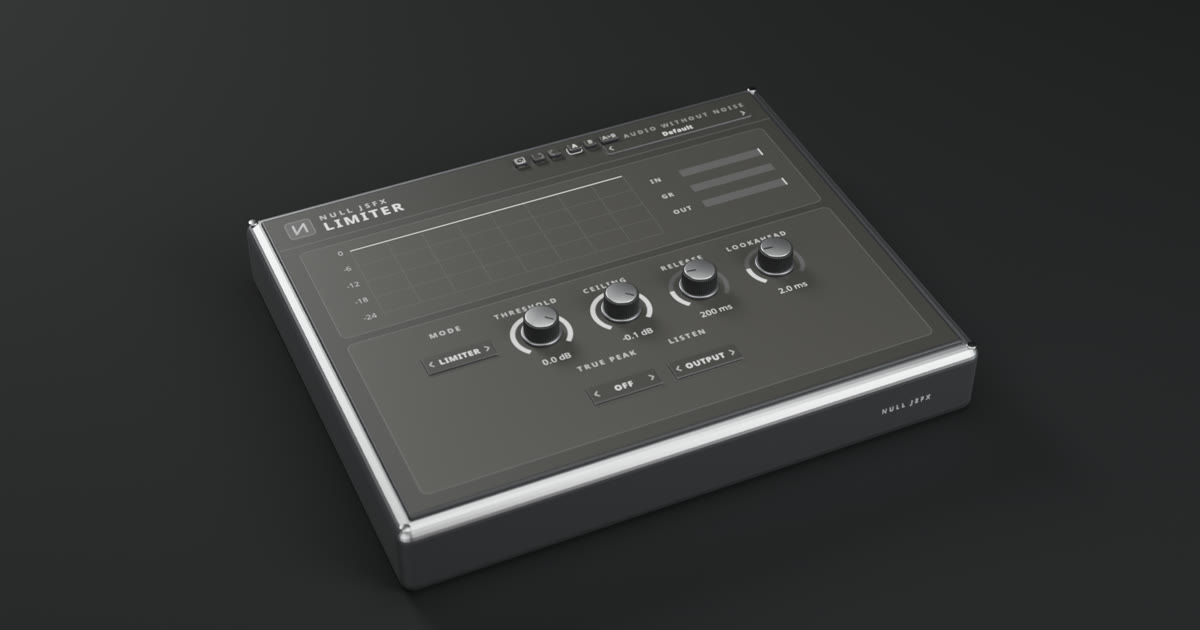 NULL JSFX
LIMITER
A
B
AUDIO WITHOUT NOISE
‹ Default ›
0
-6
-12
-18
-24
IN
GR
OUT
MODE
‹ LIMITER ›
THRESHOLD
0.0 dB
CEILING
-0.1 dB
RELEASE
200 ms
LOOKAHEAD
2.0 ms
TRUE PEAK
‹ OFF ›
LISTEN
‹ OUTPUT ›
NULL JSFX